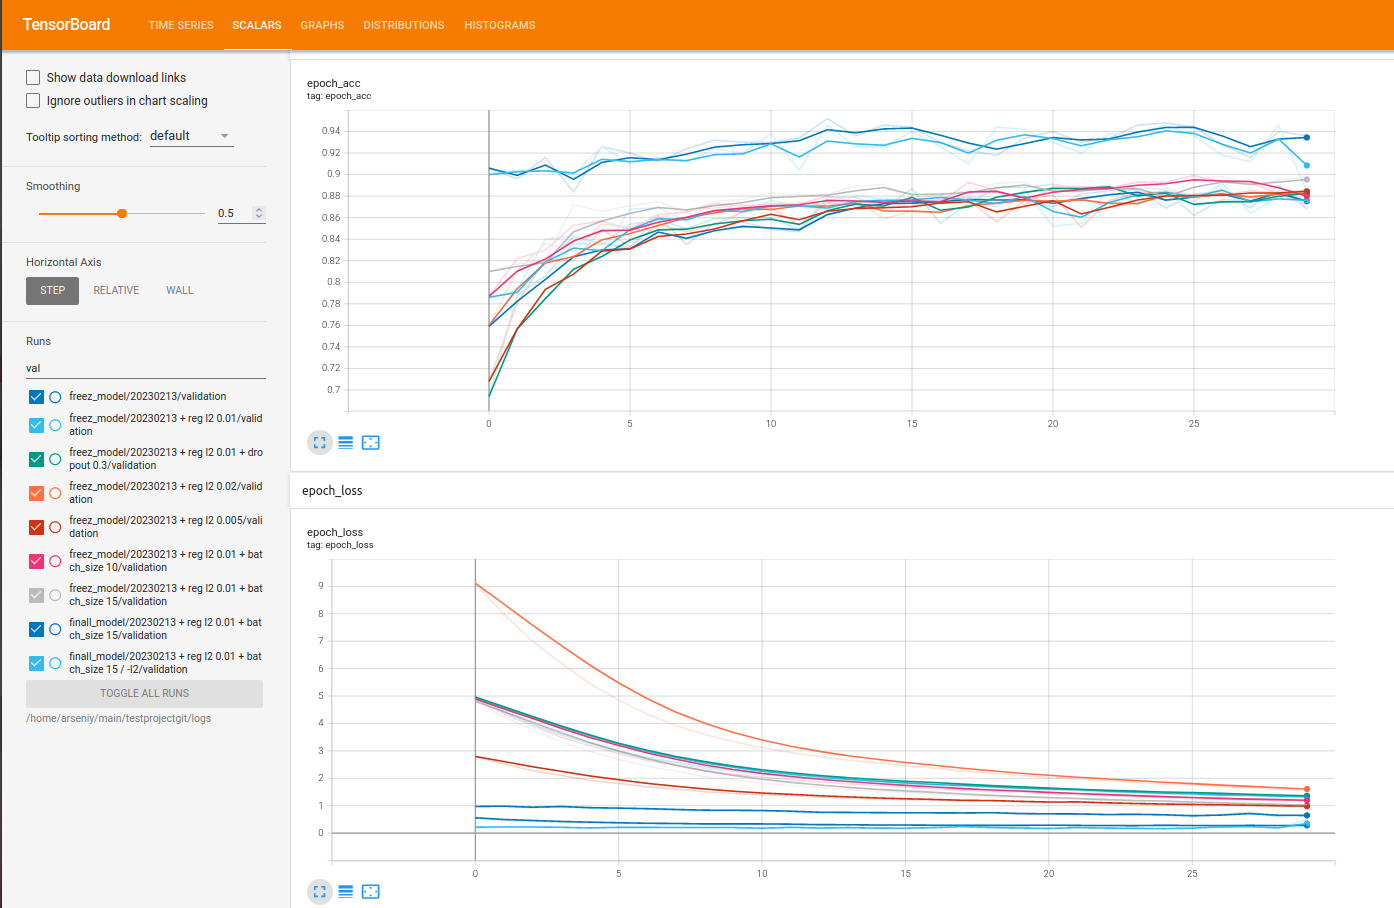 TensorBoard
TIME SERIES
SCALARS
GRAPHS
DISTRIBUTIONS
HISTOGRAMS
Show data download links
Ignore outliers in chart scaling
Tooltip sorting method: default
Smoothing
0.5
Horizontal Axis
STEP
RELATIVE
WALL
Runs
val
freez_model/20230213/validation
freez_model/20230213 + reg l2 0.01/valid
ation
freez_model/20230213 + reg l2 0.01 + dro
pout 0.3/validation
freez_model/20230213 + reg l2 0.02/valid
ation
freez_model/20230213 + reg l2 0.005/vali
dation
freez_model/20230213 + reg l2 0.01 + bat
ch_size 10/validation
freez_model/20230213 + reg l2 0.01 + bat
ch_size 15/validation
finall_model/20230213 + reg l2 0.01 + bat
ch_size 15/validation
finall_model/20230213 + reg l2 0.01 + bat
ch_size 15 / -l2/validation
TOGGLE ALL RUNS
/home/arseniy/main/testprojectgit/logs
epoch_acc
tag: epoch_acc
0.94
0.92
0.9
0.88
0.86
0.84
0.82
0.8
0.78
0.76
0.74
0.72
0.7
0
5
10
15
20
25
epoch_loss
epoch_loss
tag: epoch_loss
9
8
7
6
5
4
3
2
1
0
0
5
10
15
20
25